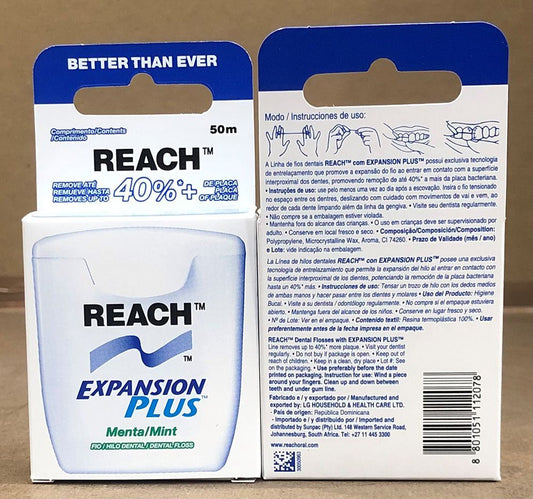 BETTER THAN EVER
Comprimento/Contents
/Contenido
50m
REACH™
REMOVE ATÉ
REMUEVE HASTA
REMOVES UP TO
40%*+
DE PLACA
PLACA
OF PLAQUE
REACH™
™
EXPANSION
PLUS™
Menta/Mint
FIO / HILO DENTAL / DENTAL FLOSS
Modo / Instrucciones de uso:
A Linha de fios dentais REACH™ com EXPANSION PLUS™ possui exclusiva tecnologia
de entrelaçamento que promove a expansão do fio ao entrar em contato com a superfície
interproximal dos dentes, promovendo remoção de até 40%* a mais da placa bacteriana.
• Instruções de uso: use pelo menos uma vez ao dia após a escovação. Insira o fio tensionado
no espaço entre os dentes, deslizando com cuidado com movimentos de vai e vem, ao
redor de cada dente limpando além da linha da gengiva. • Visite seu dentista regularmente.
• Não compre se a embalagem estiver violada.
• Mantenha fora do alcance das crianças. • O uso em crianças deve ser supervisionado por
adulto. • Conserve em local fresco e seco. • Composição/Composición/Composition:
Polypropylene, Microcrystalline Wax, Aroma, CI 74260. • Prazo de Validade (mês / ano)
e Lote: vide indicação na embalagem.
La Línea de hilos dentales REACH™ con EXPANSION PLUS™ posee una exclusiva
tecnología de entrelazamiento que permite la expansión del hilo al entrar en contacto con la
superficie interproximal de los dientes, potenciando la remoción de la placa bacteriana
hasta un 40%* más. • Instrucciones de uso: Tensar un trozo de hilo con los dedos medios
de ambas manos y hacer pasar entre los dientes y molares • Uso del Producto: Higiene
Bucal. • Visite a su dentista / odontólogo regularmente. • No compre si el empaque estuviera
abierto. • Mantenga fuera del alcance de los niños. • Conserve en lugar fresco y seco.
• Nº de Lote: Ver en el empaque. • Contenido textil: Resina termoplástica 100%. • Usar
preferentemente antes de la fecha impresa en el empaque.
REACH™ Dental Flosses with EXPANSION PLUS™
Line removes up to 40%* more plaque. • Visit your dentist
regularly. • Do not buy if package is open. • Keep out of
reach of children. • Keep in a clean, dry place • Lot #: See
on the package. • Use preferably before the date
printed on packaging. Instruction for use: Wind a piece
around your fingers. Clean up and down between
teeth and under gum line.
Fabricado e / y exportado por / Manufactured and
exported by: LG HOUSEHOLD & HEALTH CARE LTD.
- País de origem: República Dominicana
- Importado e / y distribuido por / Imported and
distributed by: Sunpac (Pty) Ltd. 148 Western Service Road,
Johannesburg, South Africa. Tel: +27 11 445 3300
www.reachoral.com
8 801051 112078